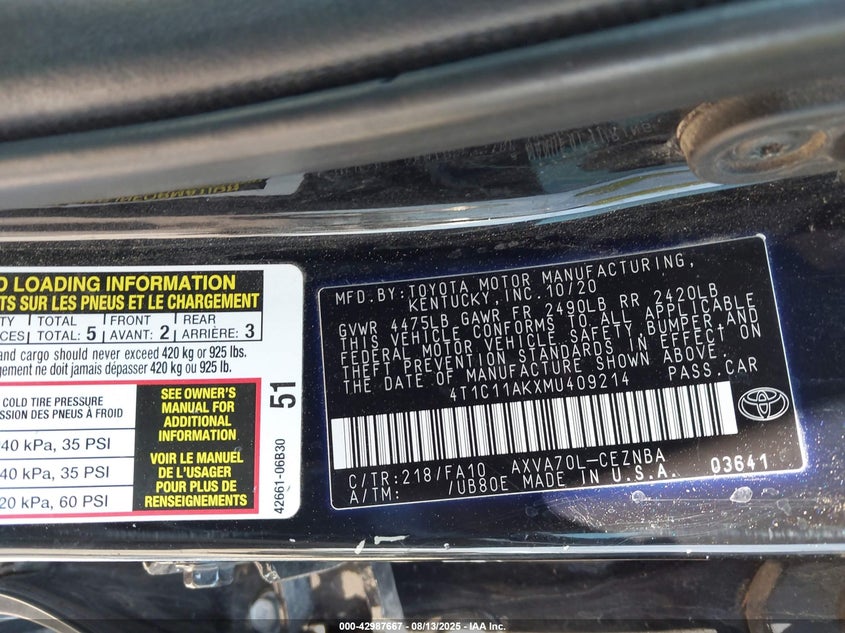 LOADING INFORMATION
TS SUR LES PNEUS ET LE CHARGEMENT
TOTAL FRONT REAR
TOTAL: 5 AVANT: 2 ARRIÈRE: 3
and cargo should never exceed 420 kg or 925 lbs.
gement ne doit jamais dépasser 420 kg ou 925 lbs.
COLD TIRE PRESSURE
ESSION DES PNEUS À FROID
40 kPa, 35 PSI
40 kPa, 35 PSI
20 kPa, 60 PSI
SEE OWNER'S
MANUAL FOR
ADDITIONAL
INFORMATION
VOIR LE MANUEL
DE L'USAGER
POUR PLUS DE
RENSEIGNEMENTS
51
42661-06B30
MFD.BY:TOYOTA MOTOR MANUFACTURING,
KENTUCKY, INC. 10/20
GVWR 4475LB GAWR FR 2490LB RR 2420LB
THIS VEHICLE CONFORMS TO ALL APPLICABLE
FEDERAL MOTOR VEHICLE SAFETY, BUMPER, AND
THEFT PREVENTION STANDARDS IN EFFECT ON
THE DATE OF MANUFACTURE SHOWN ABOVE.
4T1C11AKXMU409214 PASS.CAR
C/TR:218/FA10 AXVA70L-CEZNBA
A/TM: /UB80E MADE IN U.S.A. 03641
000-42987667 - 08/13/2025 - IAA Inc.